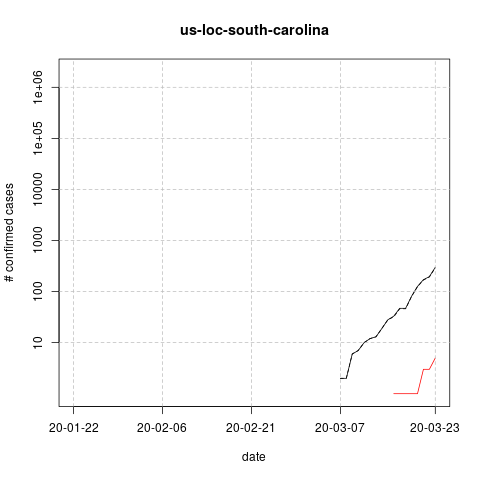 us-loc-south-carolina
# confirmed cases
1e+06
1e+05
10000
1000
100
10
20-01-22 20-02-06 20-02-21 20-03-07 20-03-23
date